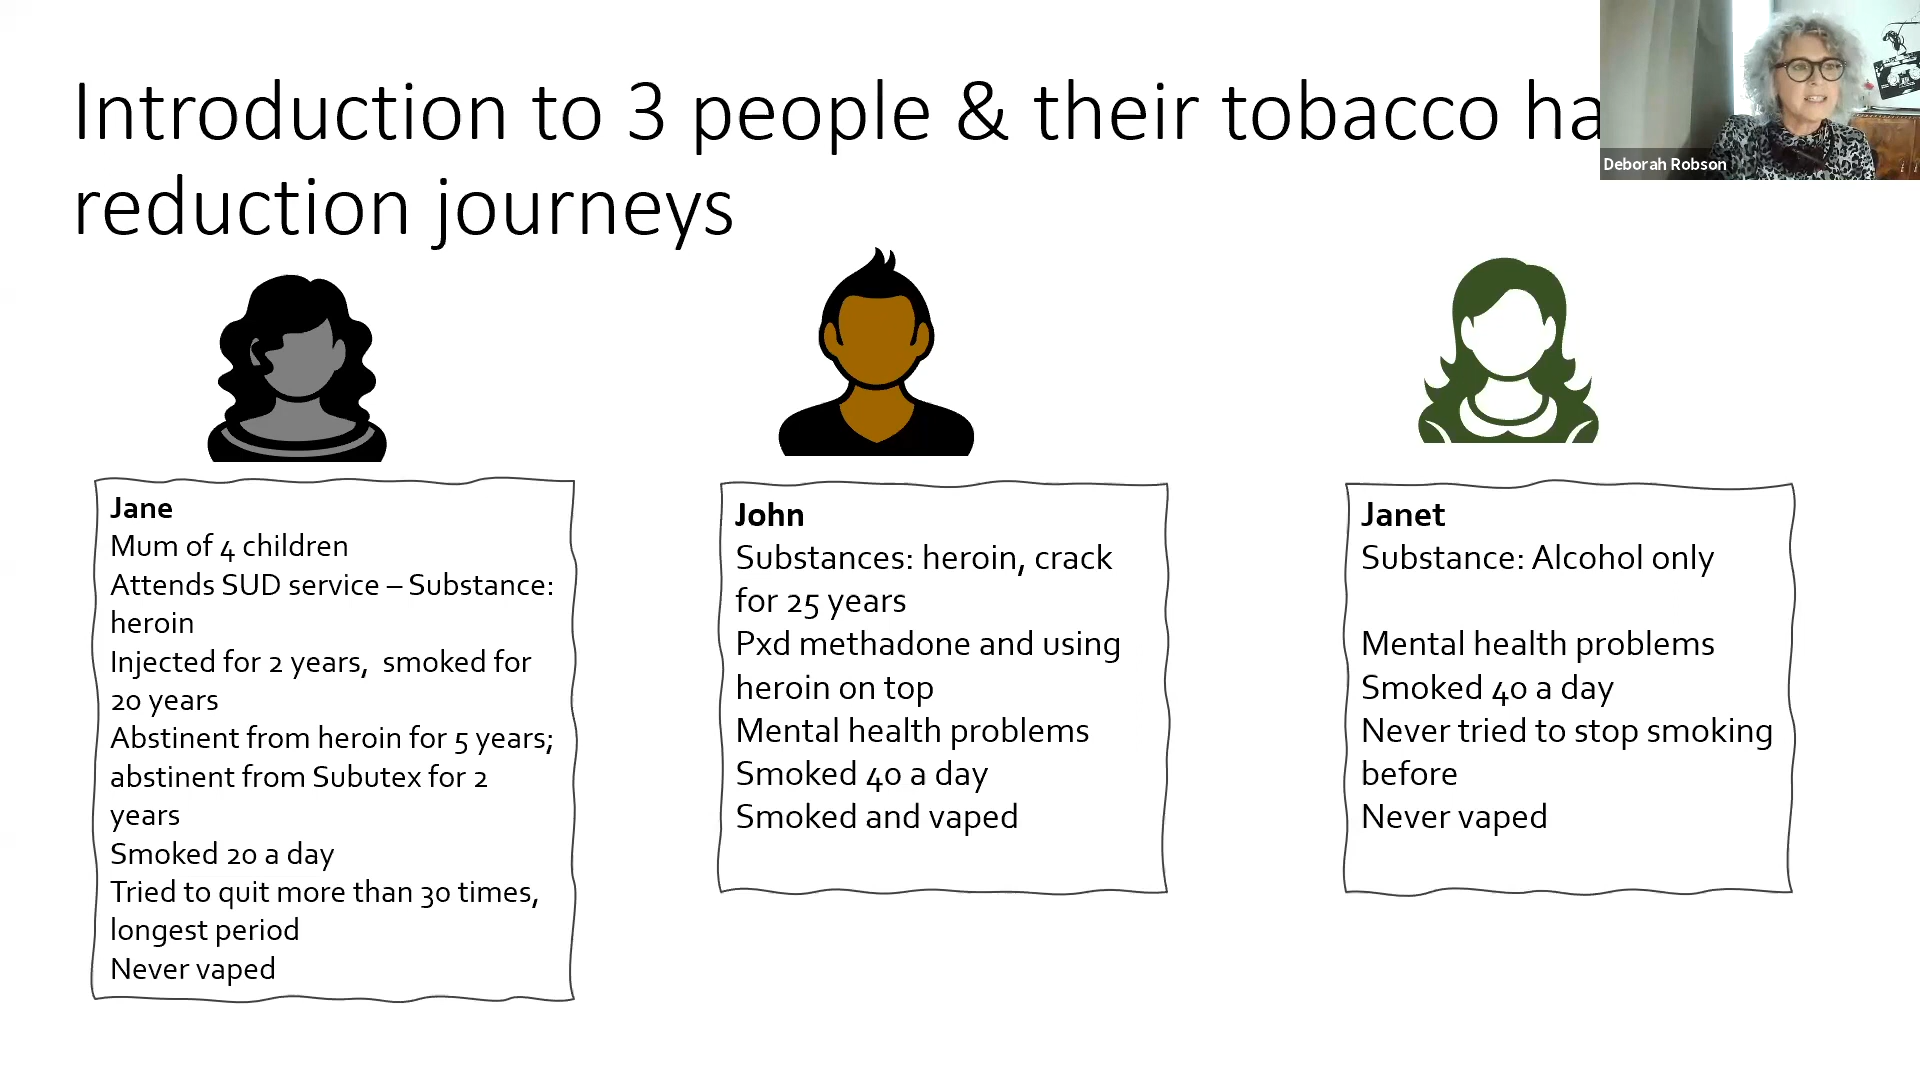 Introduction to 3 people & their tobacco ha
reduction journeys
Deborah Robson
Jane
Mum of 4 children
Attends SUD service – Substance:
heroin
Injected for 2 years,  smoked for
20 years
Abstinent from heroin for 5 years;
abstinent from Subutex for 2
years
Smoked 20 a day
Tried to quit more than 30 times,
longest period
Never vaped
John
Substances: heroin, crack
for 25 years
Pxd methadone and using
heroin on top
Mental health problems
Smoked 40 a day
Smoked and vaped
Janet
Substance: Alcohol only
Mental health problems
Smoked 40 a day
Never tried to stop smoking
before
Never vaped